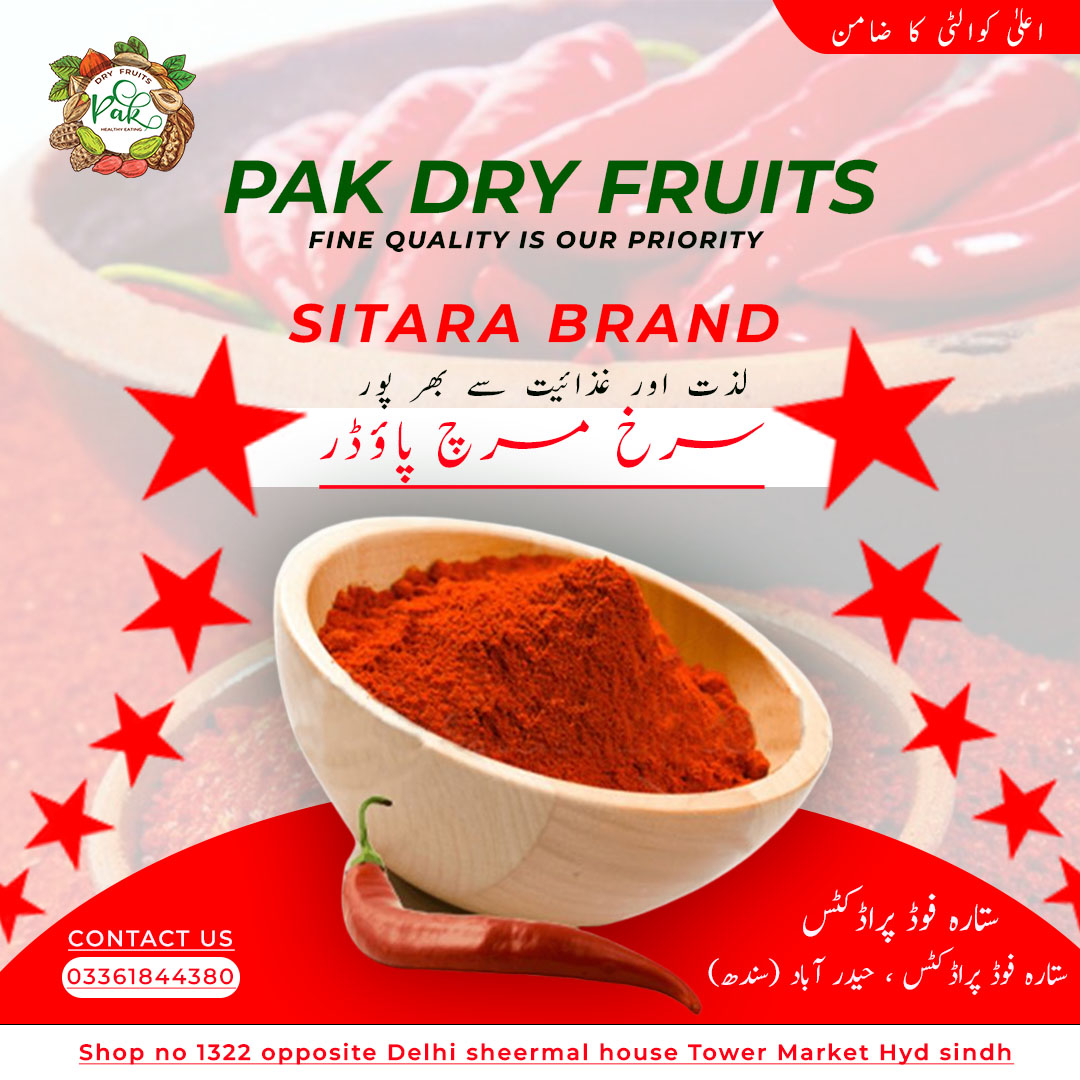 اعلیٰ کوالٹی کا ضامن
DRY FRUITS
Pak
HEALTHY EATING
PAK DRY FRUITS
FINE QUALITY IS OUR PRIORITY
SITARA BRAND
لذت اور غذائیت سے بھر پور
سرخ مرچ پاؤڈر
ستارہ فوڈ پراڈکٹس
ستارہ فوڈ پراڈکٹس ، حیدر آباد (سندھ)
CONTACT US
03361844380
Shop no 1322 opposite Delhi sheermal house Tower Market Hyd sindh